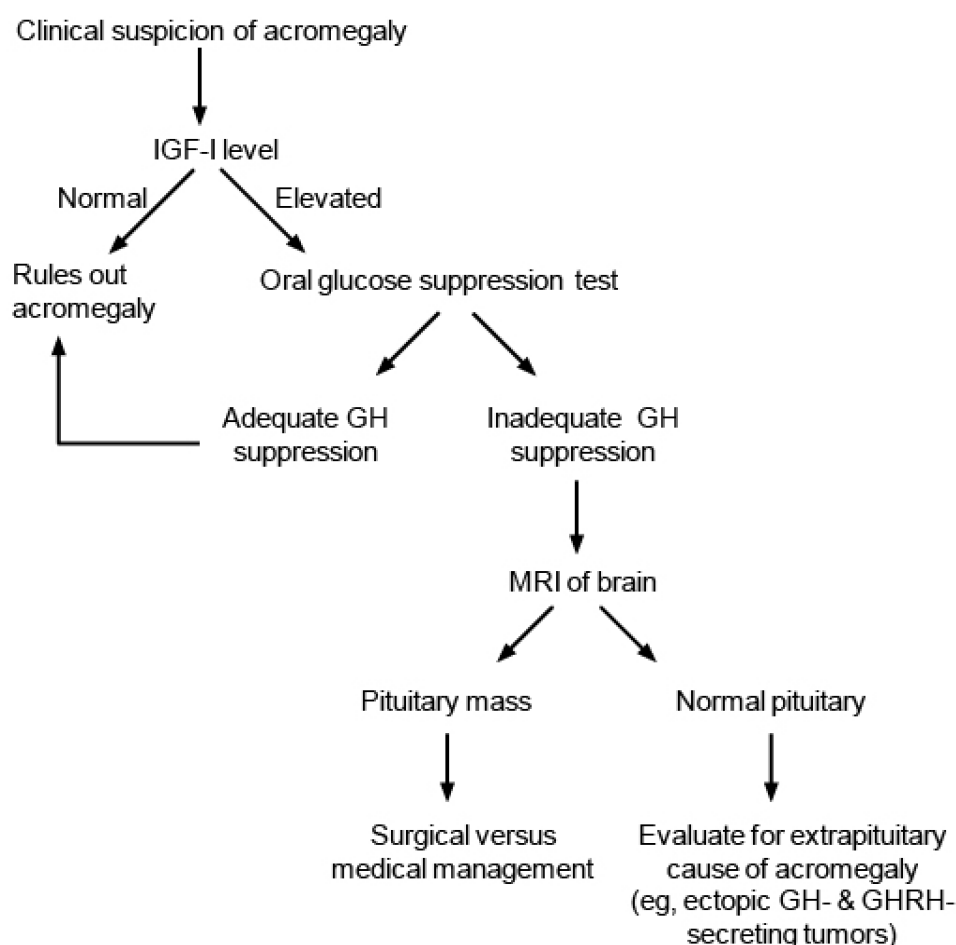 Clinical suspicion of acromegaly
IGF-I level
Normal
Elevated
Rules out
acromegaly
Oral glucose suppression test
Adequate GH
suppression
Inadequate GH
suppression
MRI of brain
Pituitary mass
Normal pituitary
Surgical versus
medical management
Evaluate for extrapituitary
cause of acromegaly
(eg, ectopic GH- & GHRH-
secreting tumors)